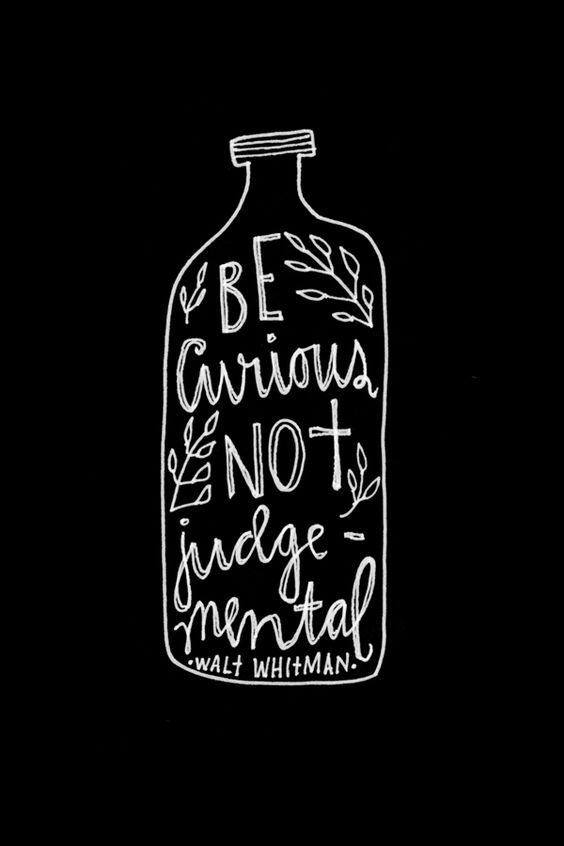 BE
Curious
NOt
judge-
mental
•WALt WHItMAN•